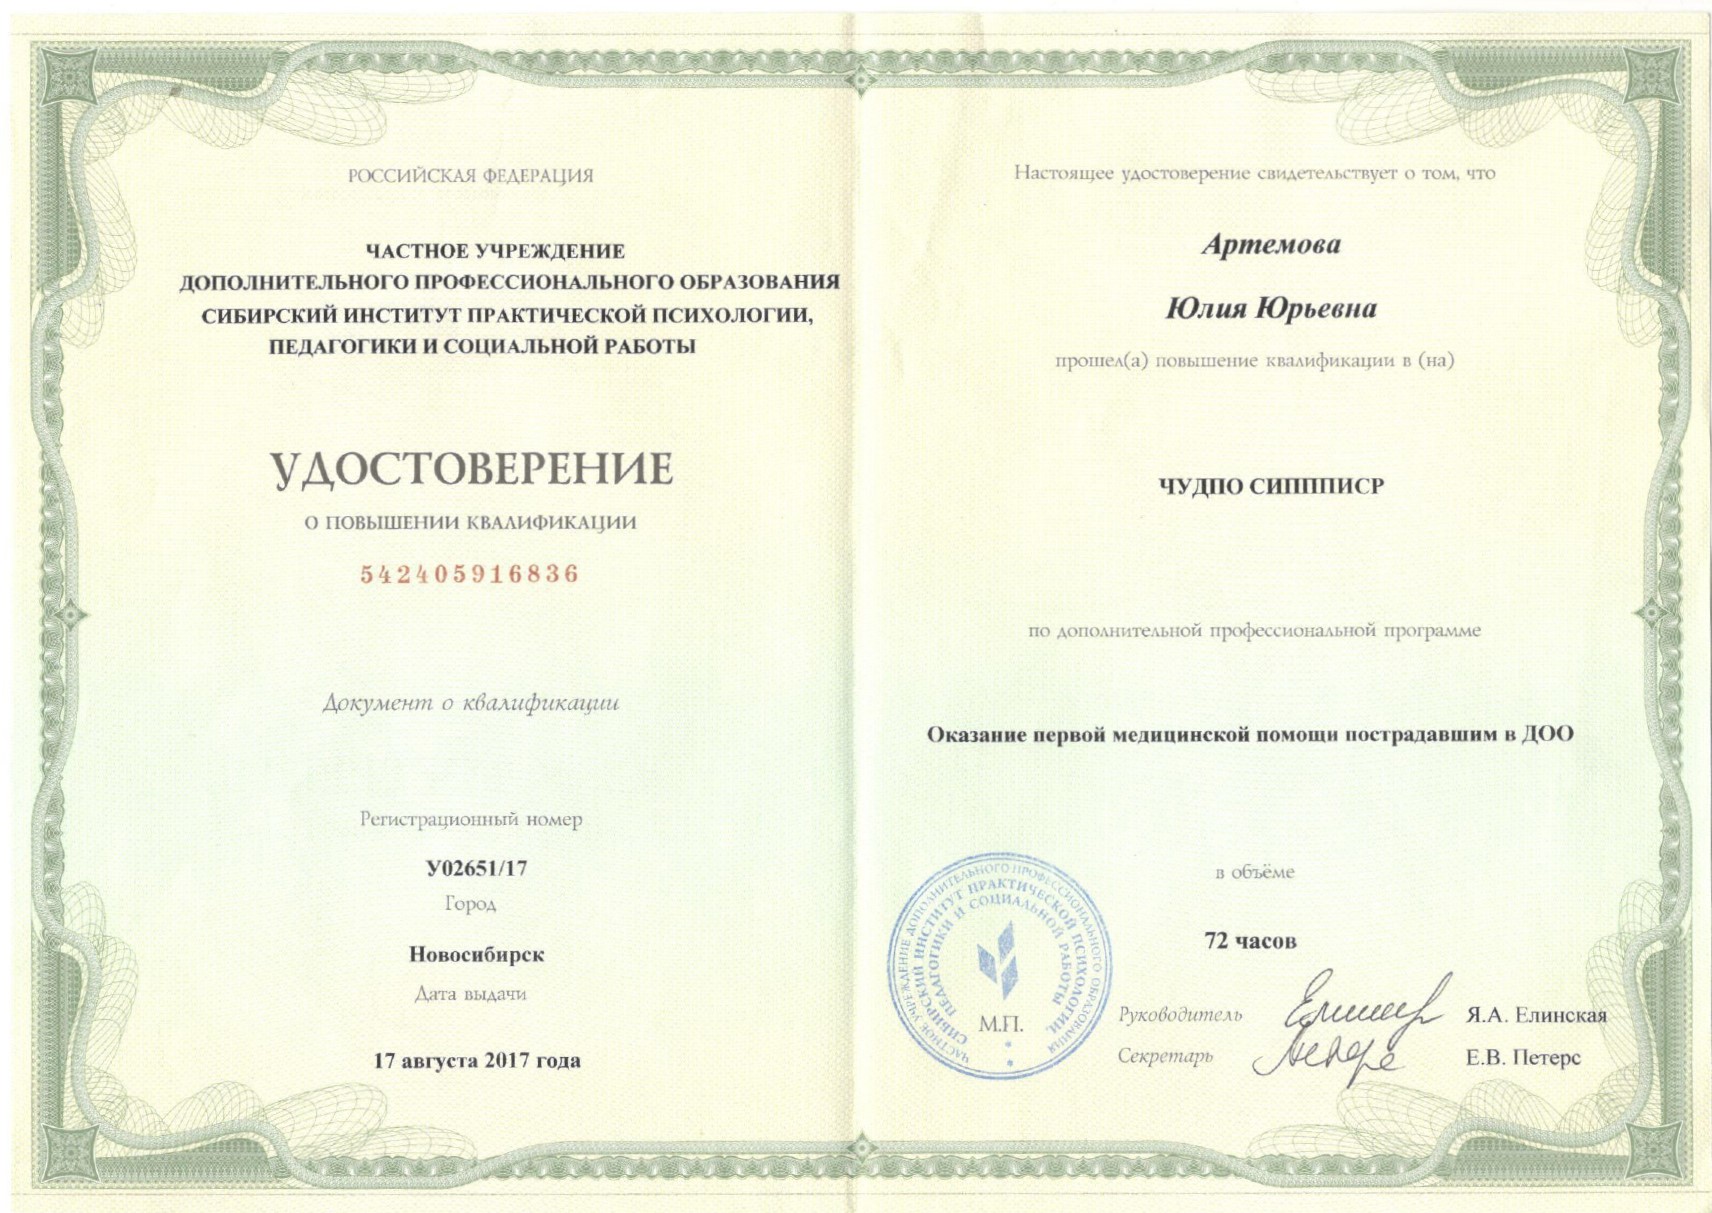 РОССИЙСКАЯ ФЕДЕРАЦИЯ
ЧАСТНОЕ УЧРЕЖДЕНИЕ
ДОПОЛНИТЕЛЬНОГО ПРОФЕССИОНАЛЬНОГО ОБРАЗОВАНИЯ
СИБИРСКИЙ ИНСТИТУТ ПРАКТИЧЕСКОЙ ПСИХОЛОГИИ,
ПЕДАГОГИКИ И СОЦИАЛЬНОЙ РАБОТЫ
УДОСТОВЕРЕНИЕ
О ПОВЫШЕНИИ КВАЛИФИКАЦИИ
542405916836
Документ о квалификации
Регистрационный номер
У02651/17
Город
Новосибирск
Дата выдачи
17 августа 2017 года
Настоящее удостоверение свидетельствует о том, что
Артемова
Юлия Юрьевна
прошел(а) повышение квалификации в (на)
ЧУДПО СИПППИСР
по дополнительной профессиональной программе
Оказание первой медицинской помощи пострадавшим в ДОО
в объёме
72 часов
ЧАСТНОЕ УЧРЕЖДЕНИЕ ДОПОЛНИТЕЛЬНОГО ПРОФЕССИОНАЛЬНОГО ОБРАЗОВАНИЯ
СИБИРСКИЙ ИНСТИТУТ ПРАКТИЧЕСКОЙ ПСИХОЛОГИИ,
ПЕДАГОГИКИ И СОЦИАЛЬНОЙ РАБОТЫ
М.П.
Руководитель Я.А. Елинская
Секретарь Е.В. Петерс